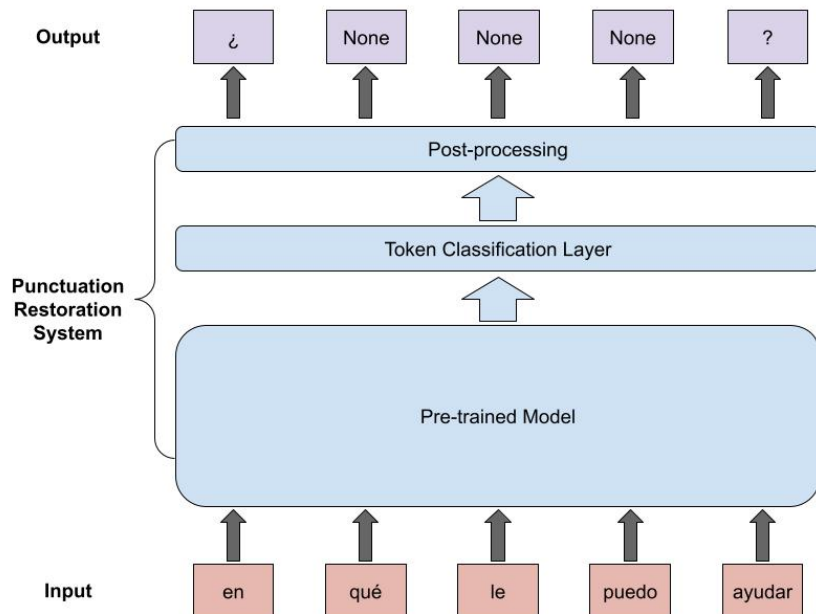 Output
¿ None None None ?
Post-processing
Token Classification Layer
Punctuation
Restoration
System
Pre-trained Model
Input
en qué le puedo ayudar